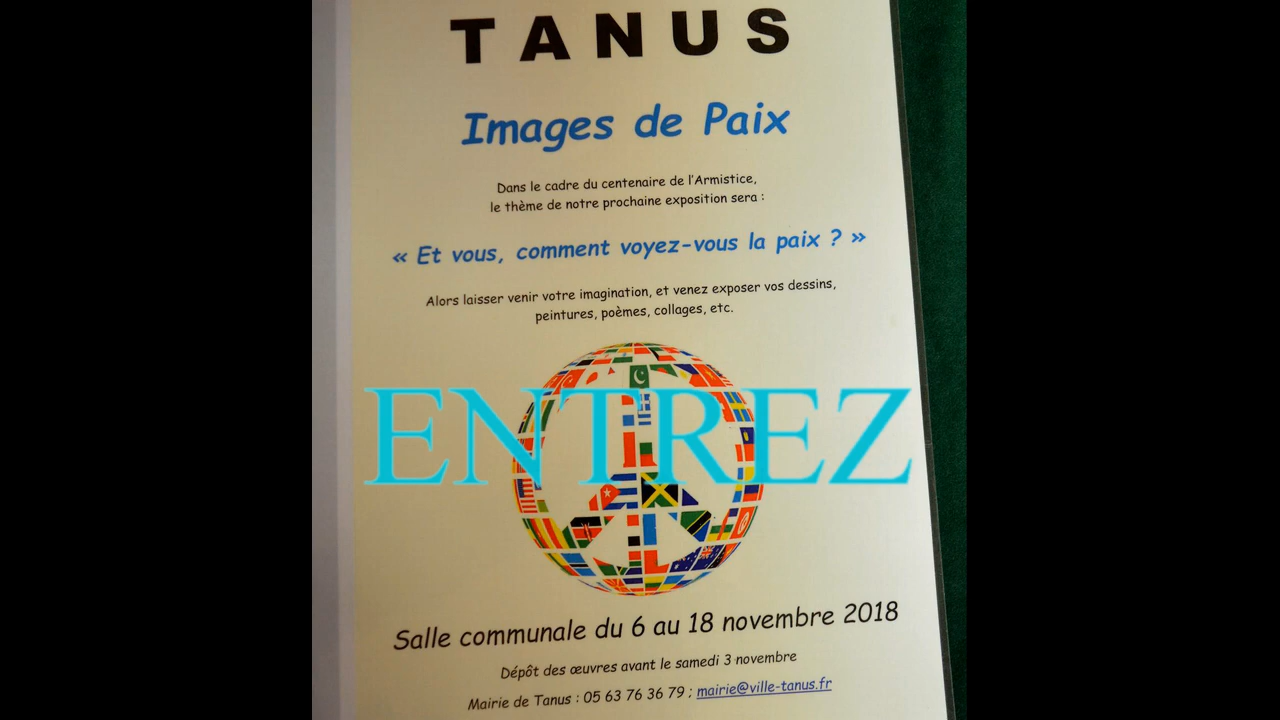 TANUS
Images de Paix
Dans le cadre du centenaire de l'Armistice,
le thème de notre prochaine exposition sera :
« Et vous, comment voyez-vous la paix ? »
Alors laisser venir votre imagination, et venez exposer vos dessins,
peintures, poèmes, collages, etc.
ENTREZ
Salle communale du 6 au 18 novembre 2018
Dépôt des œuvres avant le samedi 3 novembre
Mairie de Tanus : 05 63 76 36 79 ; mairie@ville-tanus.fr